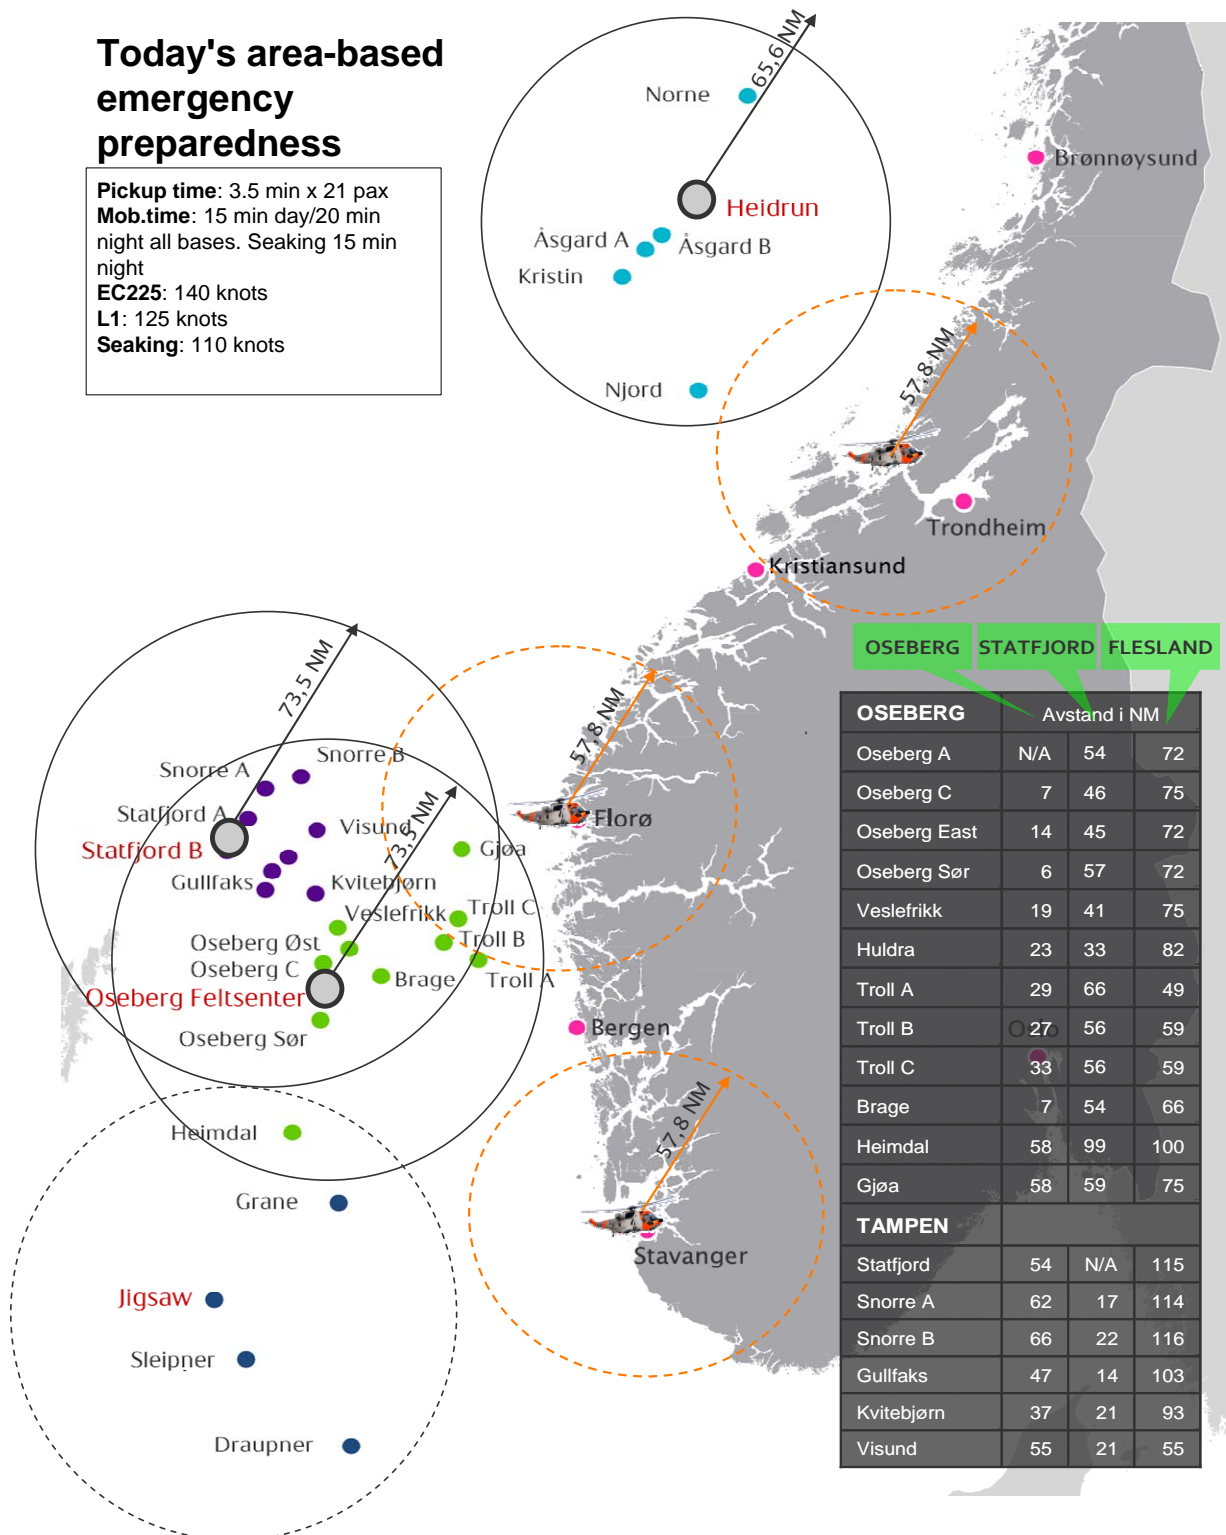 Today's area-based
emergency
preparedness
Pickup time: 3.5 min x 21 pax
Mob.time: 15 min day/20 min
night all bases. Seaking 15 min
night
EC225: 140 knots
L1: 125 knots
Seaking: 110 knots
65,6 NM
Norne
Heidrun
Åsgard A
Åsgard B
Kristin
Njord
Brønnøysund
57,8 NM
Trondheim
Kristiansund
73,5 NM
Snorre A
Snorre B
Statfjord A
Statfjord B
Visund
73,5 NM
Gullfaks
Kvitebjørn
Gjøa
57,8 NM
Florø
Veslefrikk
Troll C
Oseberg Øst
Troll B
Oseberg C
Brage
Troll A
Oseberg Feltsenter
Oseberg Sør
Bergen
Heimdal
Grane
Jigsaw
Sleipner
Draupner
57,8 NM
Stavanger
Oslo
OSEBERG STATFJORD FLESLAND
OSEBERG Avstand i NM
Oseberg A N/A 54 72
Oseberg C 7 46 75
Oseberg East 14 45 72
Oseberg Sør 6 57 72
Veslefrikk 19 41 75
Huldra 23 33 82
Troll A 29 66 49
Troll B 27 56 59
Troll C 33 56 59
Brage 7 54 66
Heimdal 58 99 100
Gjøa 58 59 75
TAMPEN
Statfjord 54 N/A 115
Snorre A 62 17 114
Snorre B 66 22 116
Gullfaks 47 14 103
Kvitebjørn 37 21 93
Visund 55 21 55